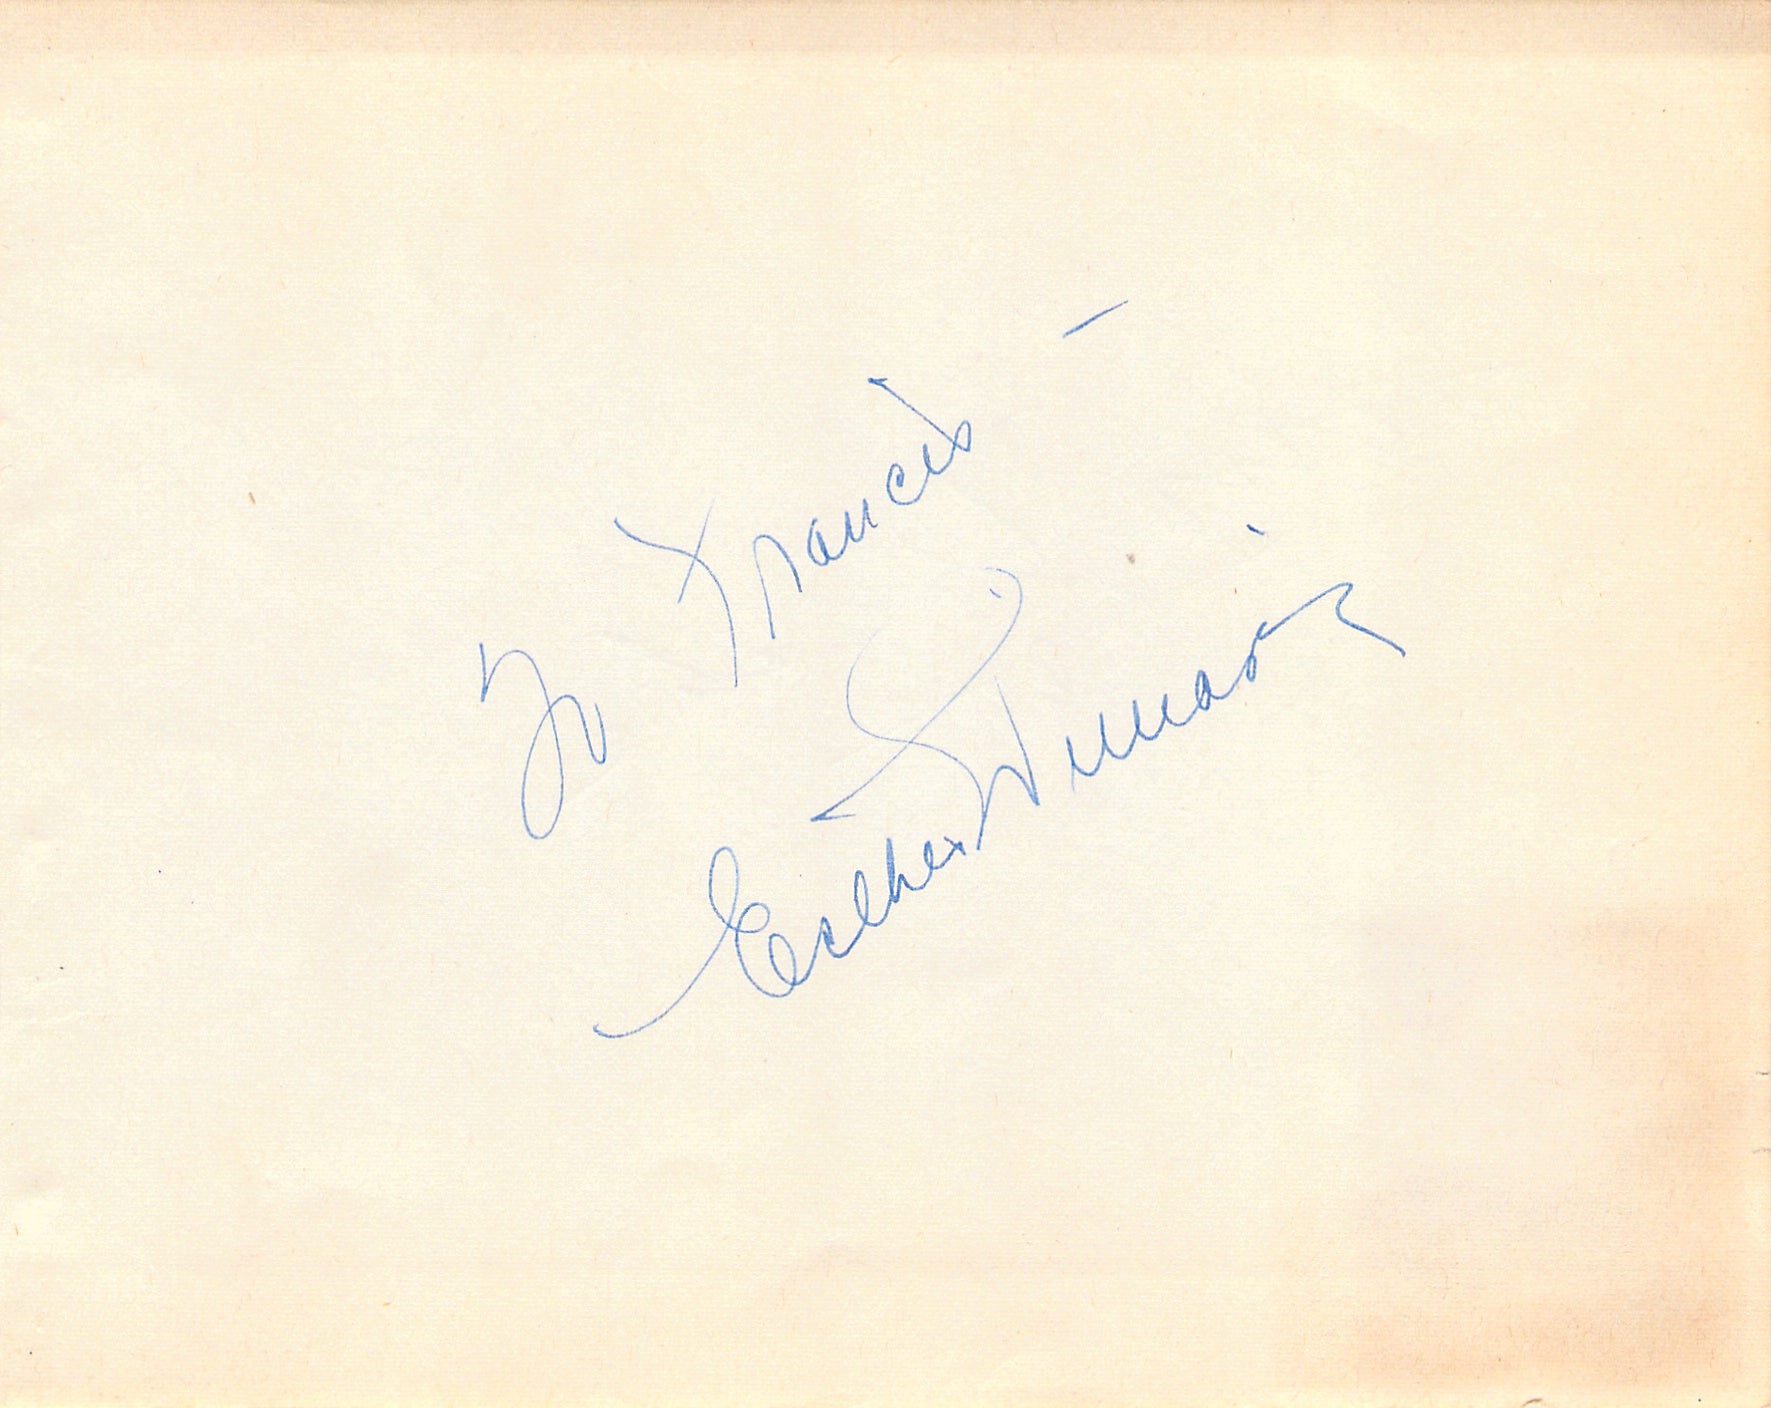 To Francis –
Esther Williams